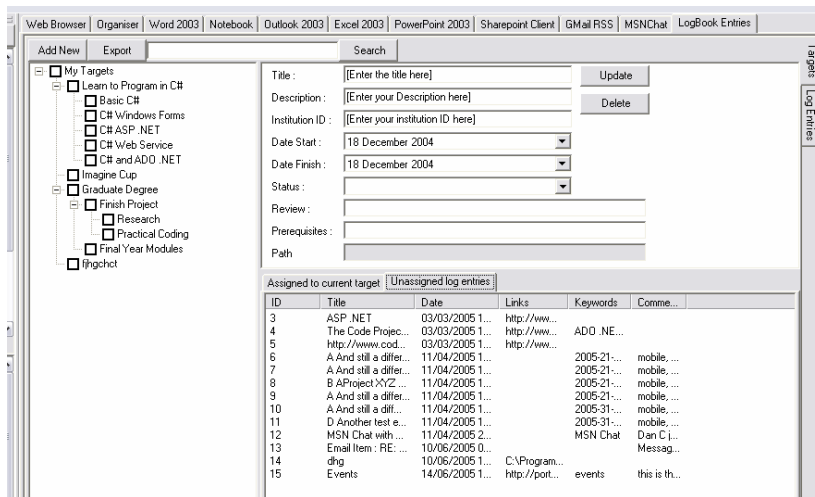 Web Browser Organiser Word 2003 Notebook Outlook 2003 Excel 2003 PowerPoint 2003 Sharepoint Client GMail RSS MSNChat LogBook Entries
Add New Export Search
My Targets
Learn to Program in C#
Basic C#
C# Windows Forms
C# ASP .NET
C# Web Service
C# and ADO .NET
Imagine Cup
Graduate Degree
Finish Project
Research
Practical Coding
Final Year Modules
fjhgchct
Title : [Enter the title here] Update
Description : [Enter your Description here] Delete
Institution ID : [Enter your institution ID here]
Date Start : 18 December 2004
Date Finish : 18 December 2004
Status :
Review :
Prerequisites :
Path
Targets
Log Entries
Assigned to current target Unassigned log entries
ID Title Date Links Keywords Comme...
3 ASP .NET 03/03/2005 1... http://ww...
4 The Code Projec... 03/03/2005 1... http://ww... ADO .NE...
5 http://www.cod... 03/03/2005 1... http://ww...
6 A And still a differ... 11/04/2005 1... 2005-21-... mobile, ...
7 A And still a differ... 11/04/2005 1... 2005-21-... mobile, ...
8 B AProject XYZ ... 11/04/2005 1... 2005-31-... mobile, ...
9 A And still a differ... 11/04/2005 1... 2005-31-... mobile, ...
10 A And still a diff... 11/04/2005 1... 2005-31-... mobile, ...
11 D Another test e... 11/04/2005 1... 2005-31-... mobile, ...
12 MSN Chat with ... 11/04/2005 2... MSN Chat Dan C j...
13 Email Item : RE: ... 10/06/2005 0... Messag...
14 dhg 10/06/2005 1... C:\Program...
15 Events 14/06/2005 1... http://port... events this is th...